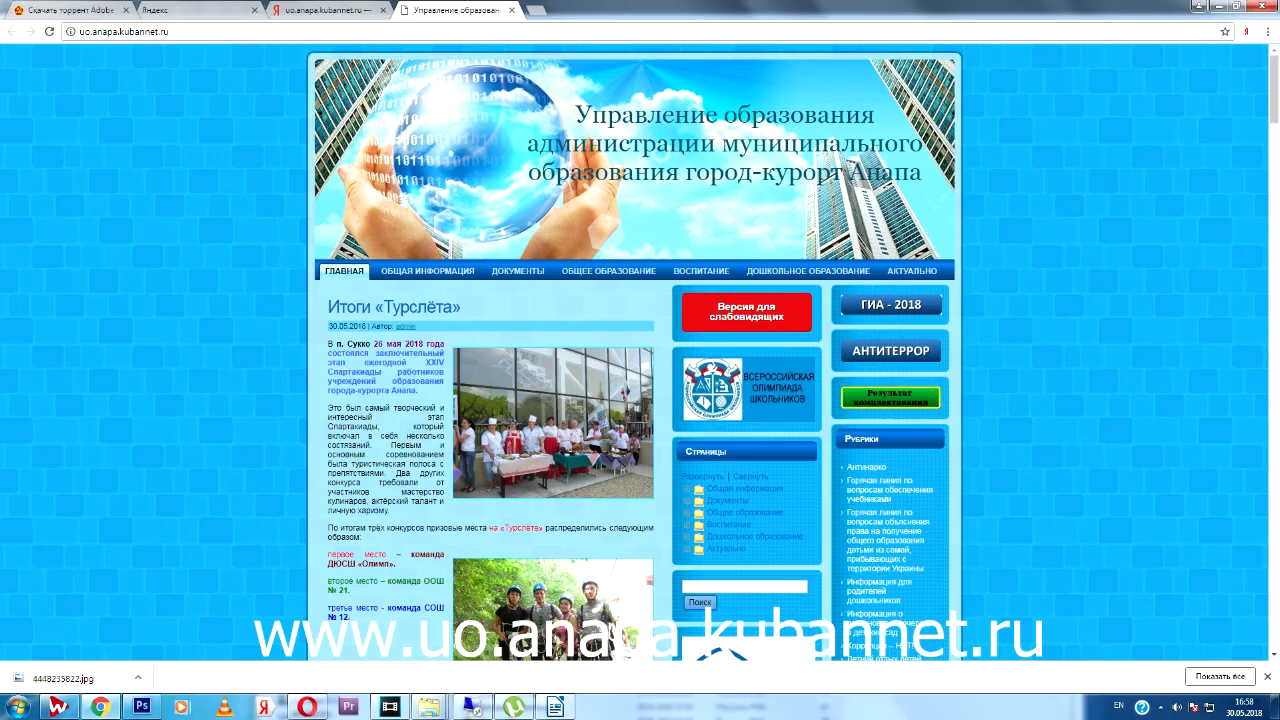 Скачать торрент Adobe
Яндекс
uo.anapa.kubannet.ru —
Управление образован
uo.anapa.kubannet.ru
Управление образования
администрации муниципального
образования город-курорт Анапа
ГЛАВНАЯ ОБЩАЯ ИНФОРМАЦИЯ ДОКУМЕНТЫ ОБЩЕЕ ОБРАЗОВАНИЕ ВОСПИТАНИЕ ДОШКОЛЬНОЕ ОБРАЗОВАНИЕ АКТУАЛЬНО
Итоги «Турслёта»
30.05.2018 | Автор: admin
В п. Сукко 26 мая 2018 года
состоялся заключительный
этап ежегодной XXIV
Спартакиады работников
учреждений образования
города-курорта Анапа.
Это был самый творческий и
интересный этап
Спартакиады, который
включал в себя несколько
состязаний. Первым и
основным соревнованием
была туристическая полоса с
препятствиями. Два других
конкурса требовали от
участников мастерство
кулинаров, актёрский талант и
личную харизму.
По итогам трёх конкурсов призовые места на «Турслёте» распределились следующим
образом:
первое место – команда
ДЮСШ «Олимп».
второе место – команда ООШ
№ 21.
третье место - команда СОШ
№ 12.
Версия для
слабовидящих
ВСЕРОССИЙСКАЯ
ОЛИМПИАДА
ШКОЛЬНИКОВ
Страницы
Развернуть | Свернуть
Общая информация
Документы
Общее образование
Воспитание
Дошкольное образование
Актуально
Поиск
ГИА - 2018
АНТИТЕРРОР
Результат
комплектования
Рубрики
Антинарко
Горячая линия по
вопросам обеспечения
учебниками
Горячая линия по
вопросам объяснения
права на получение
общего образования
детьми из семей,
прибывающих с
территории Украины
Информация для
родителей
дошкольников
Информация о
Коррупции – НЕТ!
Летний отдых детей
www.uo.anapa.kubannet.ru
4448235822.jpg
Показать все
EN
16:58
30.05.2018